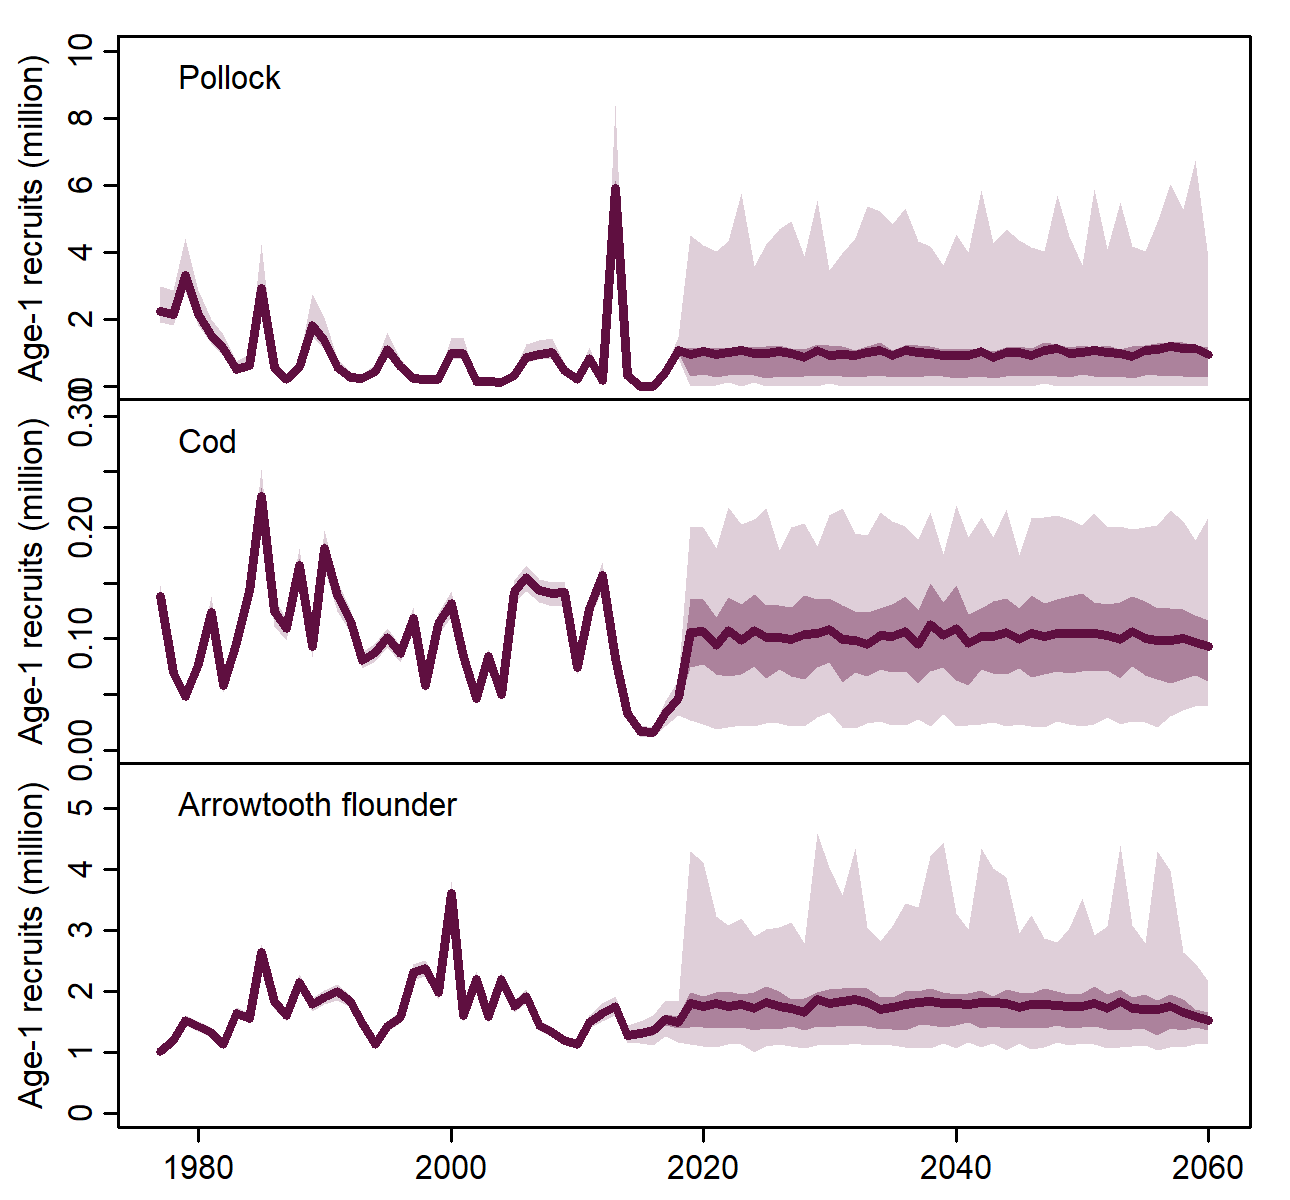 Pollock
Age-1 recruits (million)
10
8
6
4
2
0
Cod
Age-1 recruits (million)
0.30
0.20
0.10
0.00
Arrowtooth flounder
Age-1 recruits (million)
5
4
3
2
1
0
1980 2000 2020 2040 2060